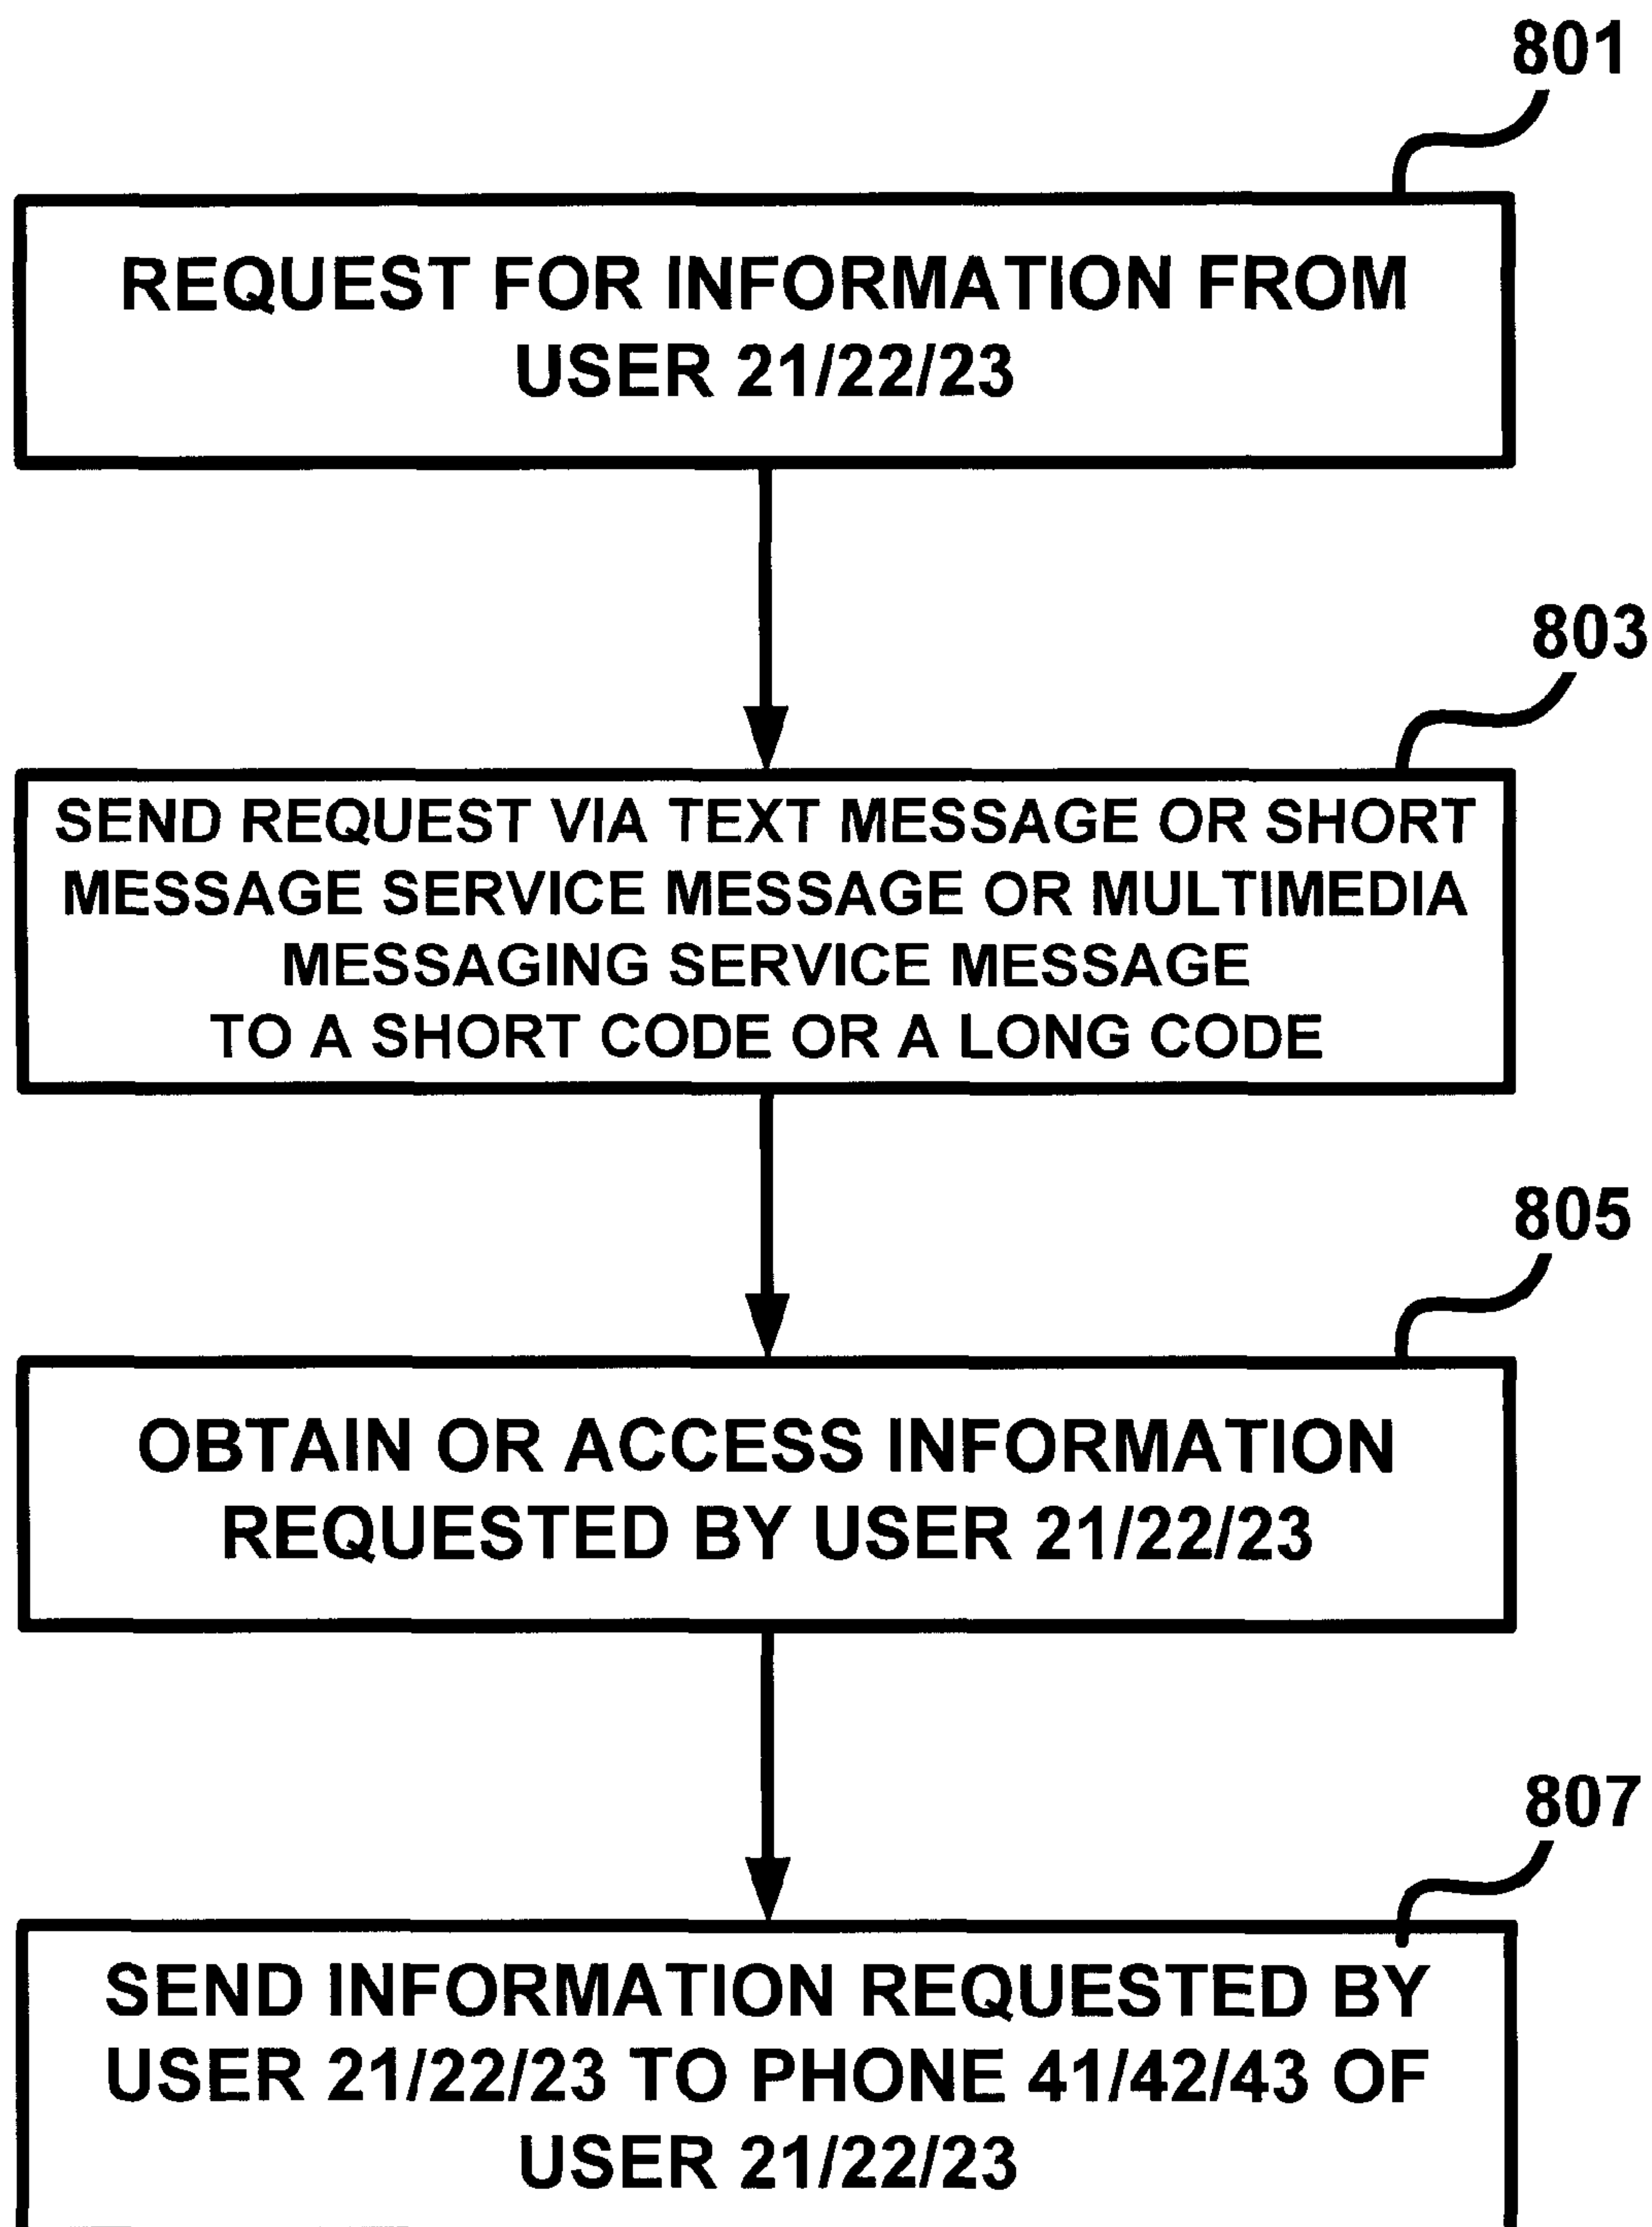 801
REQUEST FOR INFORMATION FROM
USER 21/22/23
803
SEND REQUEST VIA TEXT MESSAGE OR SHORT
MESSAGE SERVICE MESSAGE OR MULTIMEDIA
MESSAGING SERVICE MESSAGE
TO A SHORT CODE OR A LONG CODE
805
OBTAIN OR ACCESS INFORMATION
REQUESTED BY USER 21/22/23
807
SEND INFORMATION REQUESTED BY
USER 21/22/23 TO PHONE 41/42/43 OF
USER 21/22/23